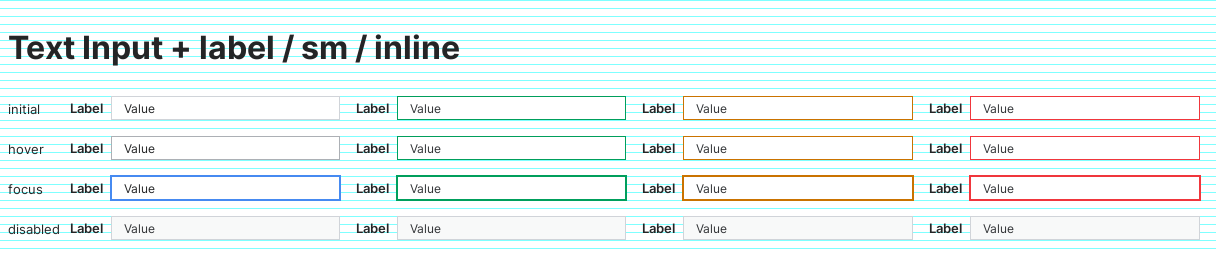 Text Input + label / sm / inline
initial Label Value Label Value Label Value Label Value
hover Label Value Label Value Label Value Label Value
focus Label Value Label Value Label Value Label Value
disabled Label Value Label Value Label Value Label Value